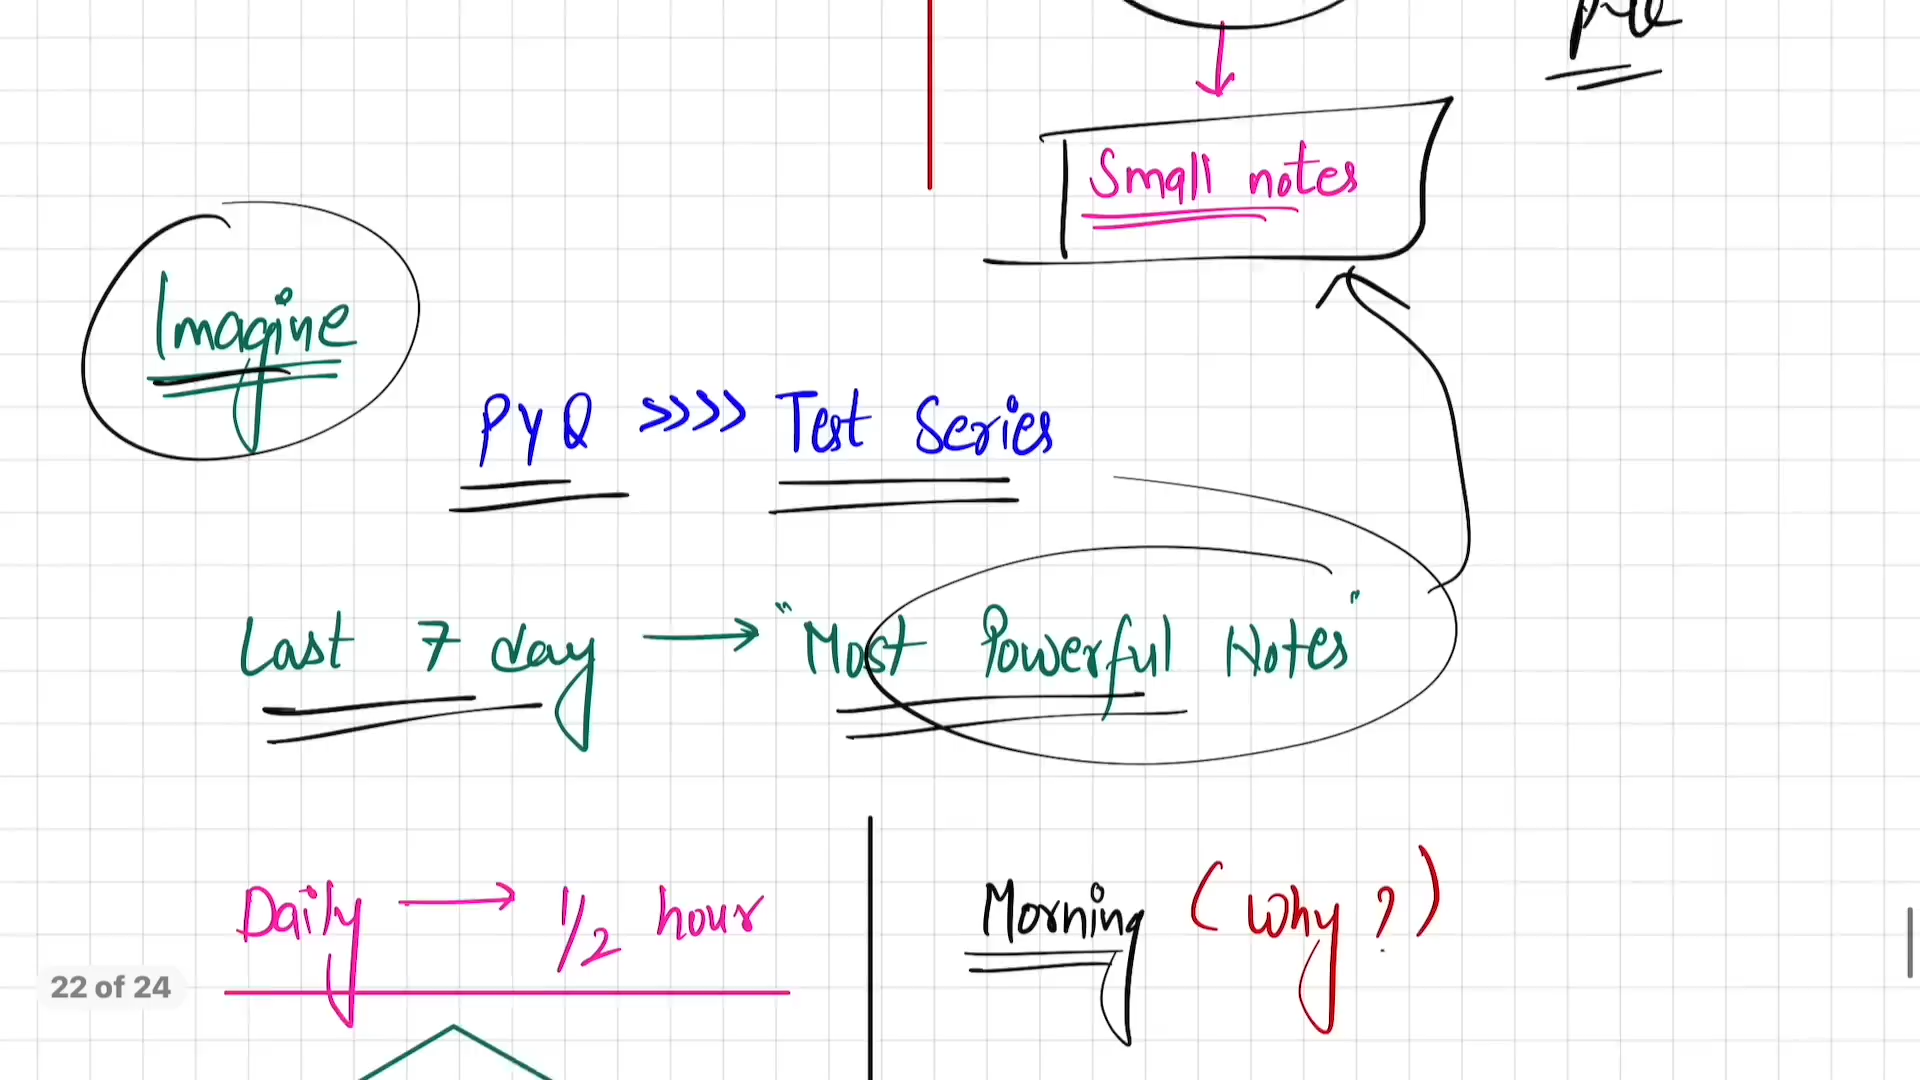 Small notes
Imagine
PYQ >>>> Test Series
Last 7 day → "Most Powerful Notes"
Daily → 1/2 hour
Morning (Why?)
22 of 24